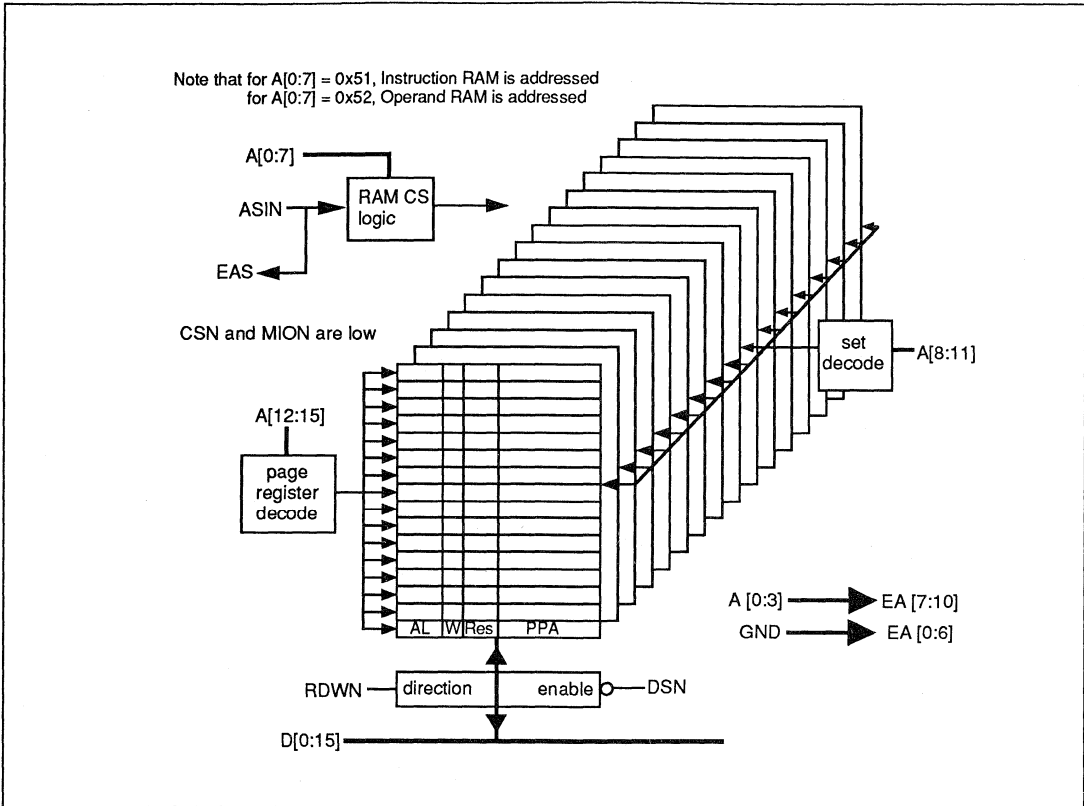 Note that for A[0:7] = 0x51, Instruction RAM is addressed
for A[0:7] = 0x52, Operand RAM is addressed
A[0:7]
RAM CS
logic
ASIN
EAS
CSN and MION are low
set
decode
A[8:11]
A[12:15]
page
register
decode
A [0:3]
EA [7:10]
GND
EA [0:6]
AL
W
Res
PPA
RDWN
direction
enable
DSN
D[0:15]